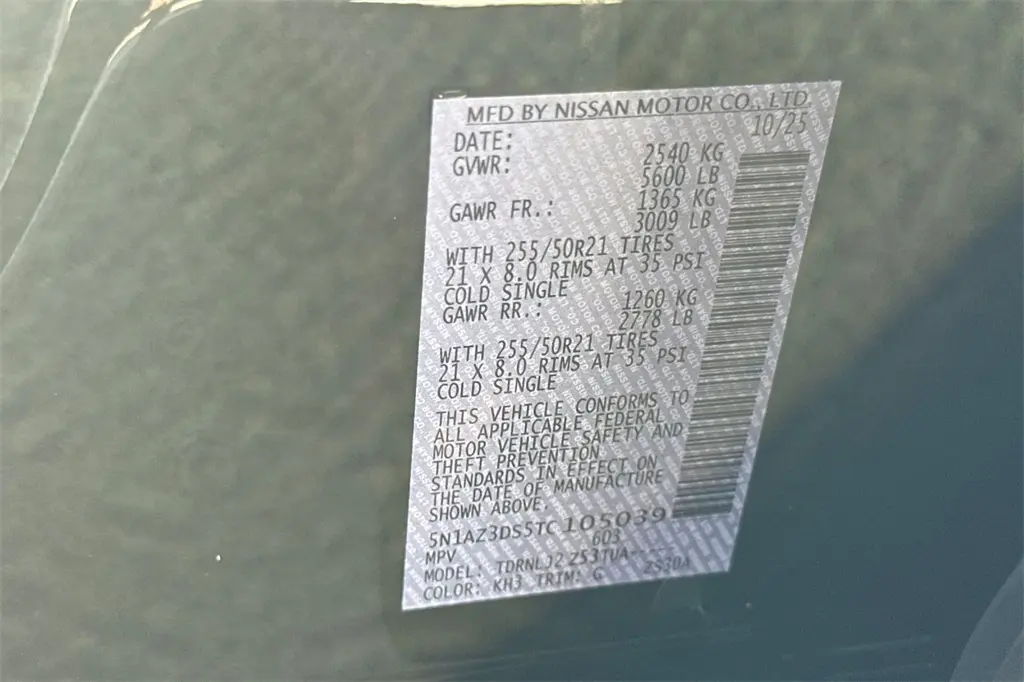 MFD BY NISSAN MOTOR CO., LTD.
DATE: 10/25
GVWR: 2540 KG
5600 LB
GAWR FR.: 1365 KG
3009 LB
WITH 255/50R21 TIRES
21 X 8.0 RIMS AT 35 PSI
COLD SINGLE
GAWR RR.: 1260 KG
2778 LB
WITH 255/50R21 TIRES
21 X 8.0 RIMS AT 35 PSI
COLD SINGLE
THIS VEHICLE CONFORMS TO
ALL APPLICABLE FEDERAL
MOTOR VEHICLE SAFETY AND
THEFT PREVENTION
STANDARDS IN EFFECT ON
THE DATE OF MANUFACTURE
SHOWN ABOVE.
5N1AZ3DS5TC105039
MPV 603
MODEL: TDRNLJ2 Z53TUA-----
COLOR: KH3 TRIM: G ZS30A